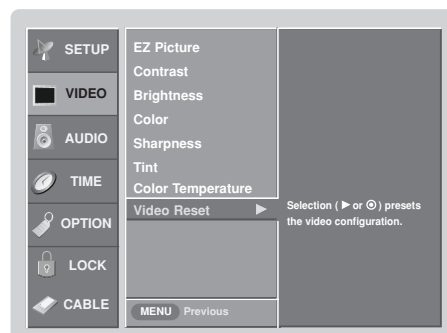 SETUP
VIDEO
AUDIO
TIME
OPTION
LOCK
CABLE
EZ Picture
Contrast
Brightness
Color
Sharpness
Tint
Color Temperature
Video Reset ▶
MENU Previous
Selection ( ▶ or ◉ ) presets
the video configuration.